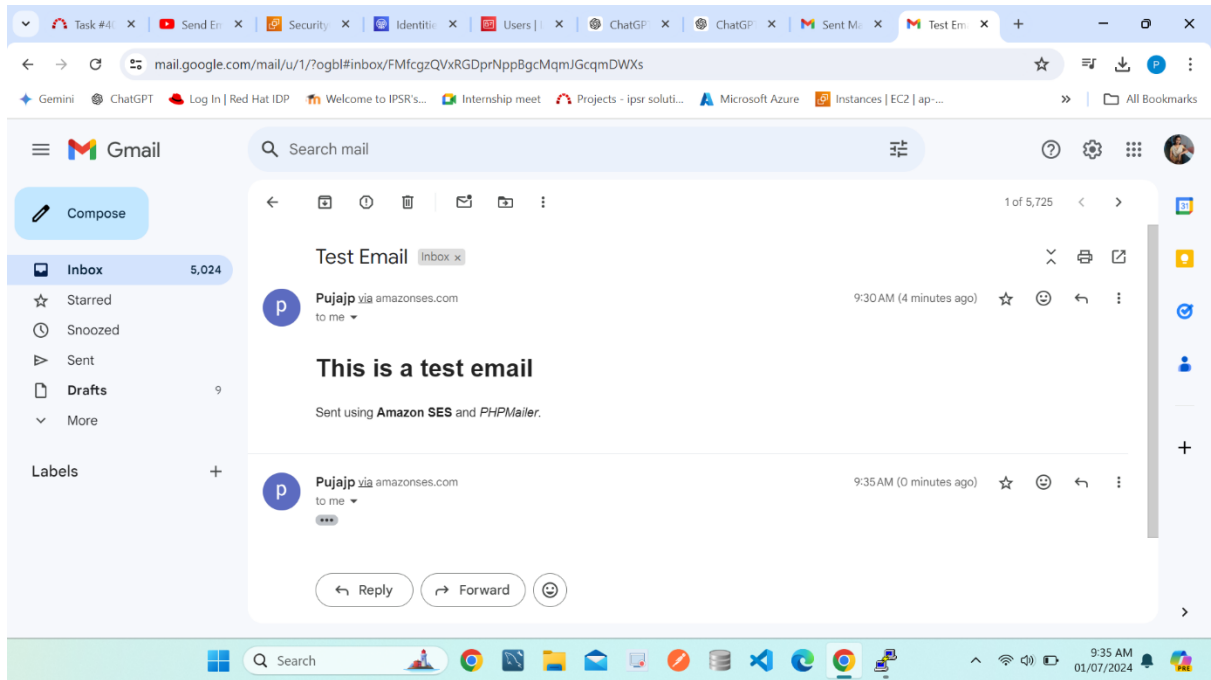 Task #4( Send En Security Identitie Users | ChatGP ChatGP Sent Ma Test Em
mail.google.com/mail/u/1/?ogbl#inbox/FMfcgzQVxRGDprNppBgcMqmJGcqmDWXs P
Gemini ChatGPT Log In | Red Hat IDP Welcome to IPSR's... Internship meet Projects - ipsr soluti... Microsoft Azure Instances | EC2 | ap-... » All Bookmarks
Gmail Search mail
Compose 1 of 5,725 31
Test Email Inbox x
Inbox 5,024
p Pujajp via amazonses.com 9:30 AM (4 minutes ago)
to me
Starred
Snoozed
Sent
Drafts 9
More
This is a test email
Sent using Amazon SES and PHPMailer.
Labels +
p Pujajp via amazonses.com 9:35 AM (0 minutes ago)
to me
•••
Reply Forward
Search 9:35 AM
01/07/2024
PRE